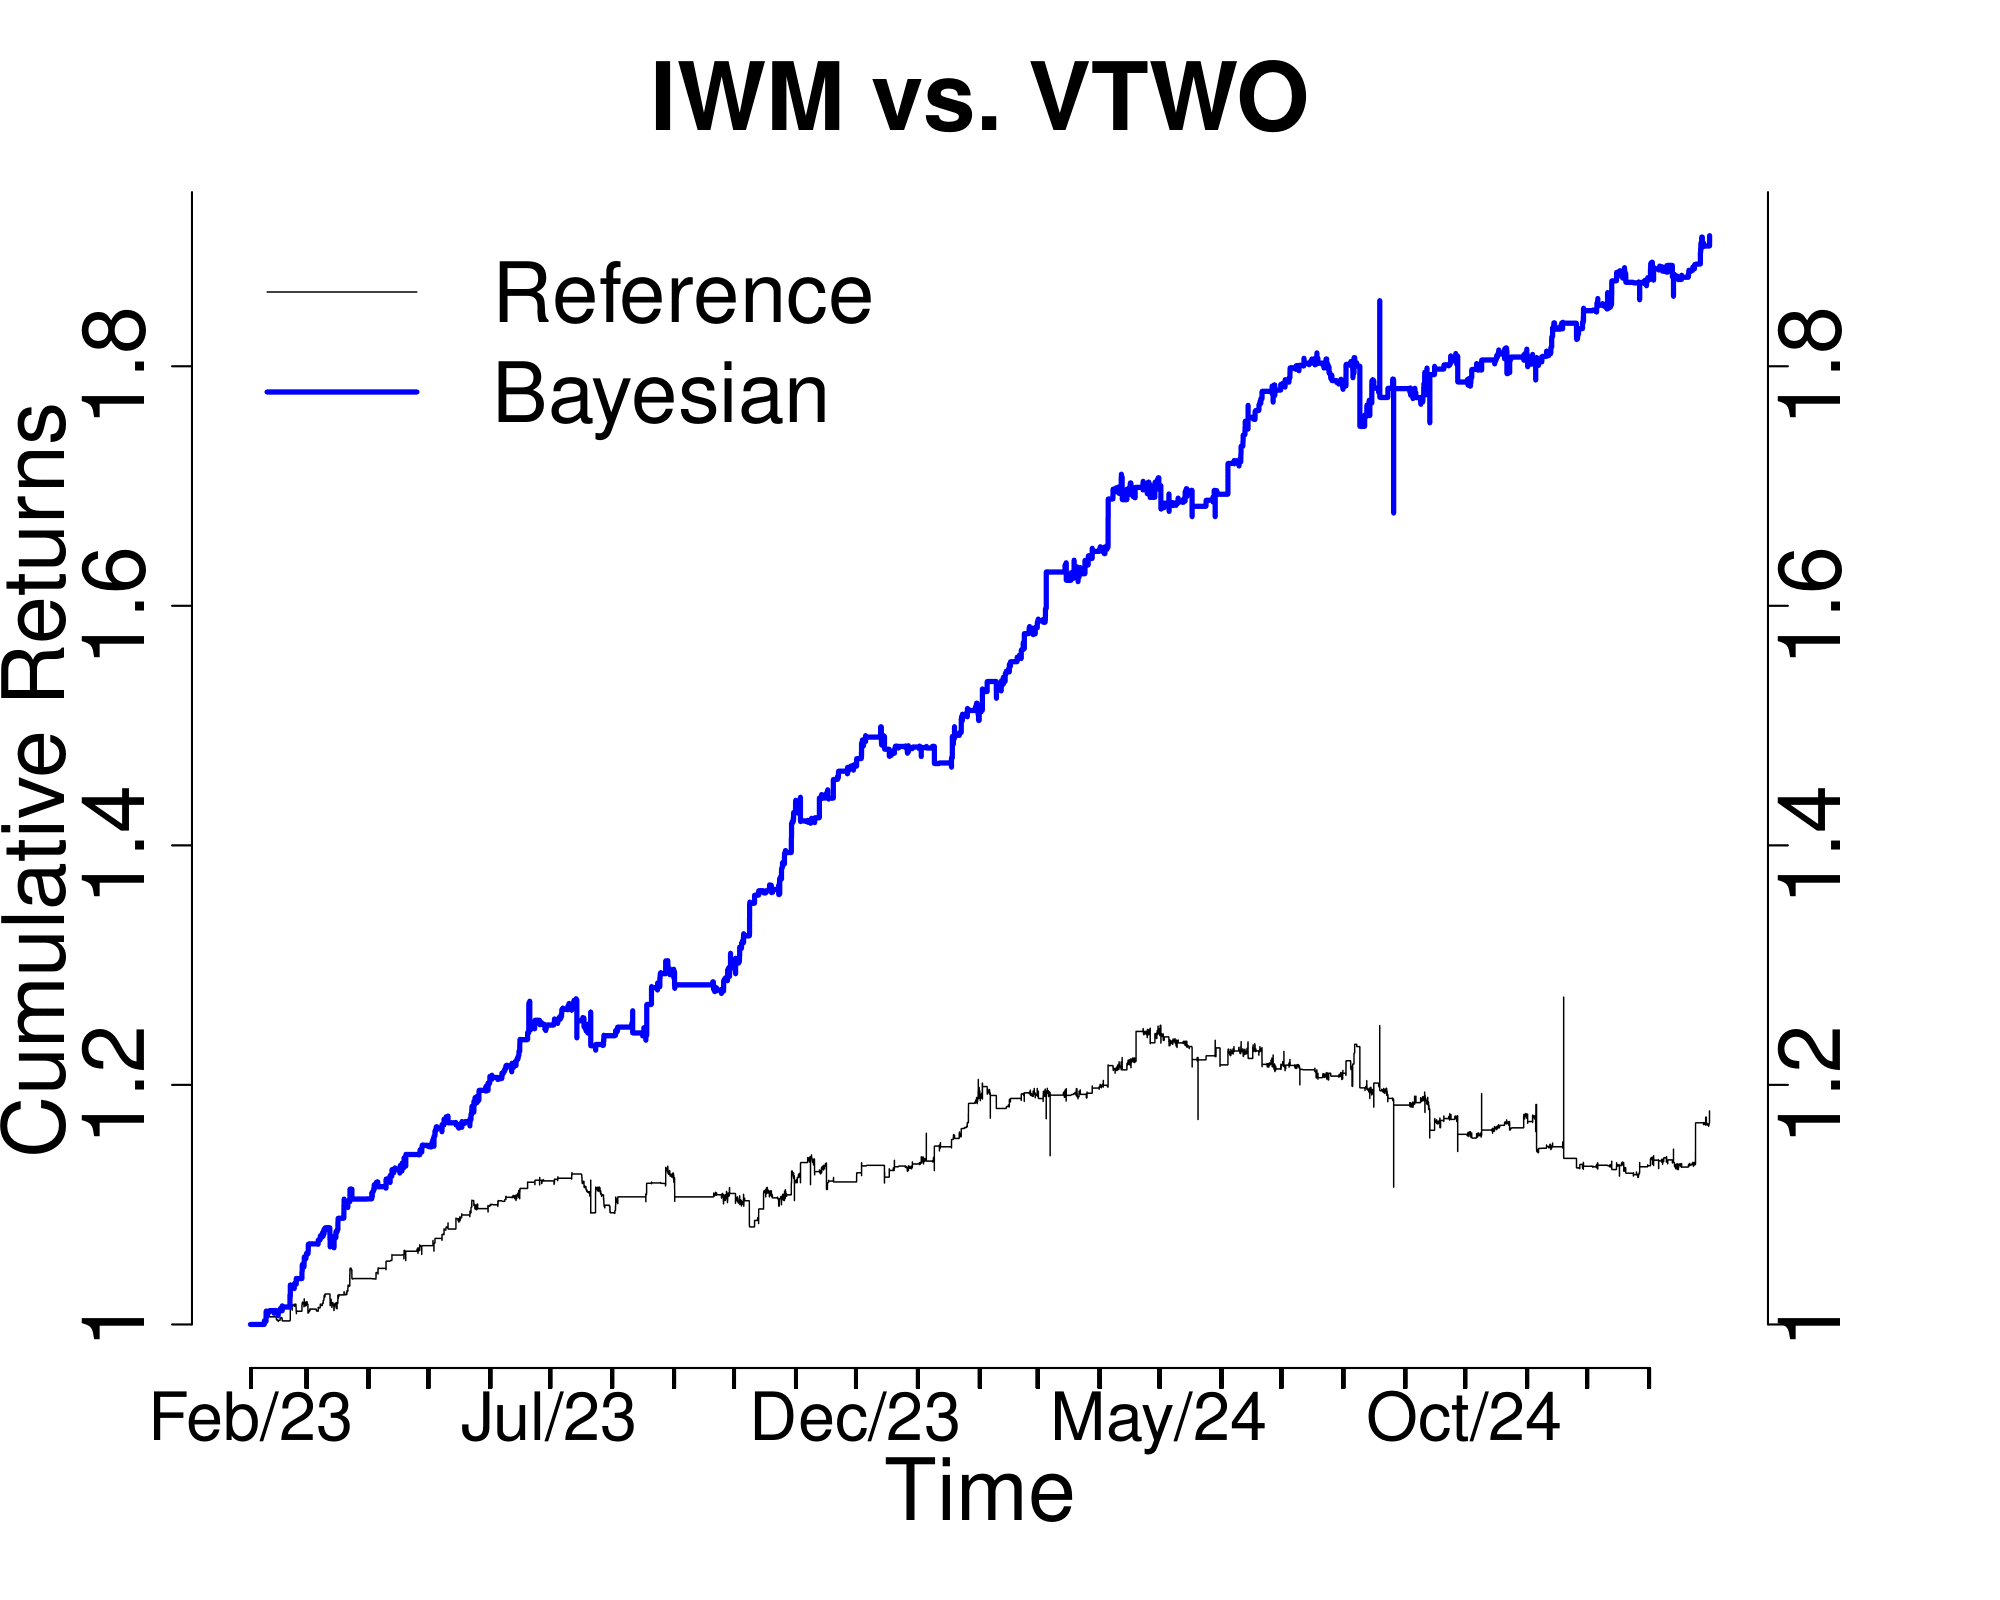 IWM vs. VTWO
Reference
Bayesian
Cumulative Returns
1
1.2
1.4
1.6
1.8
1
1.2
1.4
1.6
1.8
Feb/23
Jul/23
Dec/23
May/24
Oct/24
Time